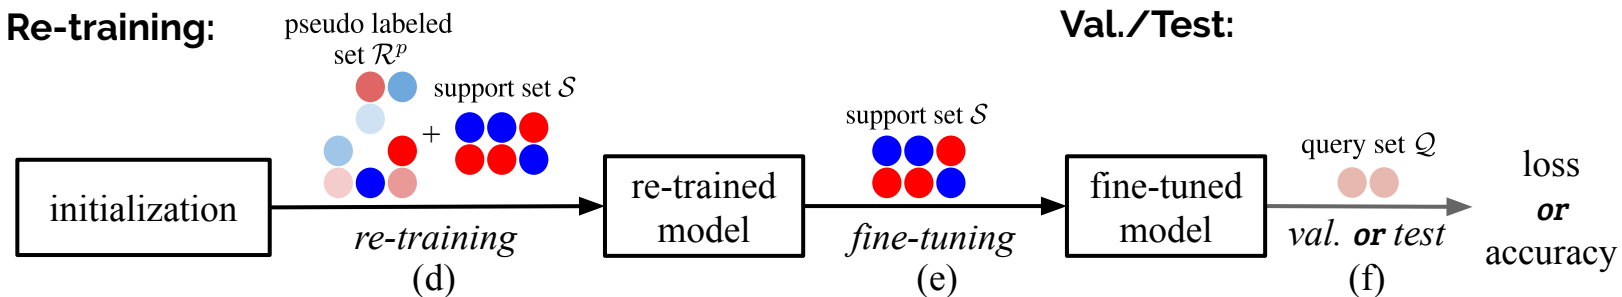 Re-training:
pseudo labeled
set ℛᵖ
support set 𝒮
+
initialization
re-training
(d)
re-trained
model
support set 𝒮
fine-tuning
(e)
Val./Test:
fine-tuned
model
query set 𝒬
val. or test
(f)
loss
or
accuracy